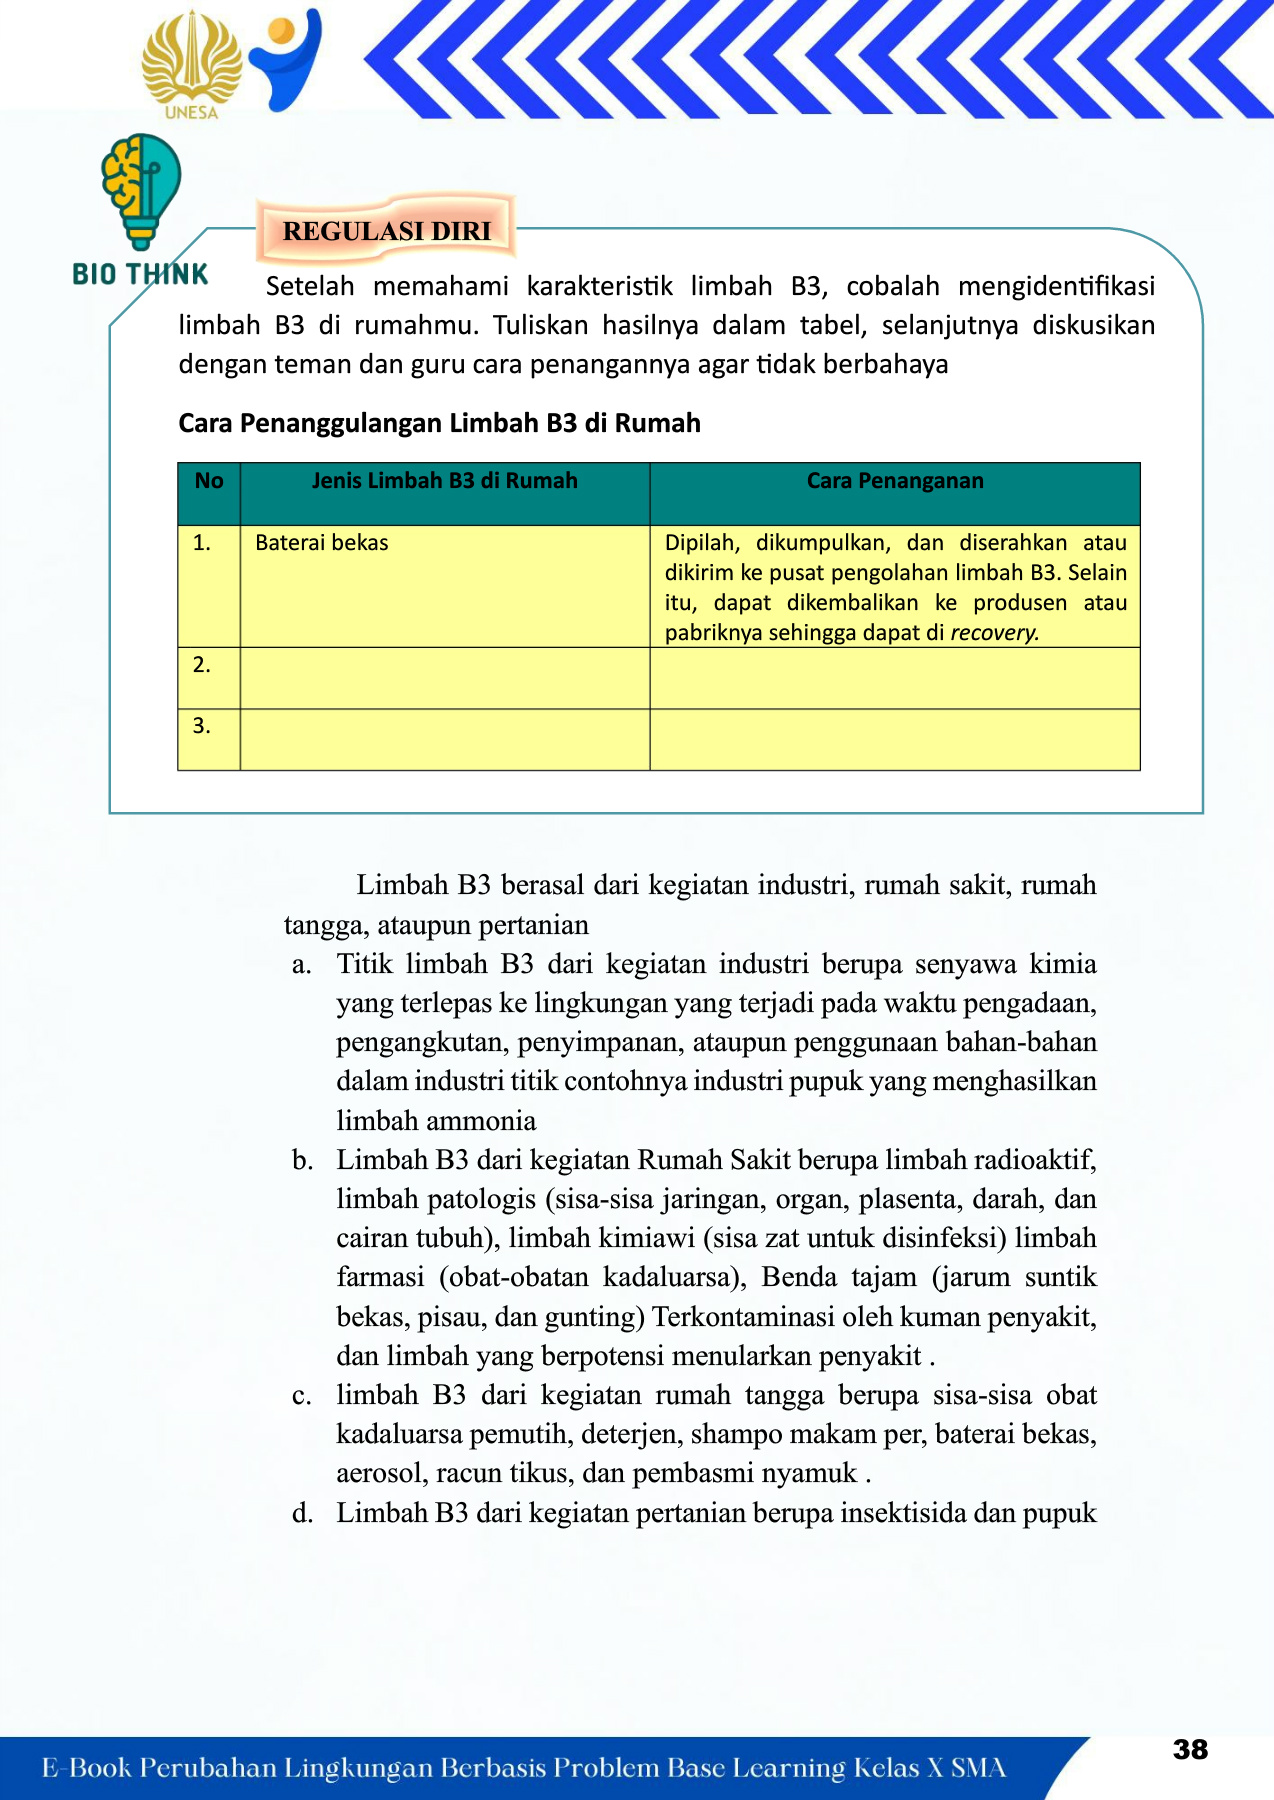 UNESA
BIO THINK
REGULASI DIRI
Setelah memahami karakteristik limbah B3, cobalah mengidentifikasi
limbah B3 di rumahmu. Tuliskan hasilnya dalam tabel, selanjutnya diskusikan
dengan teman dan guru cara penangannya agar tidak berbahaya
Cara Penanggulangan Limbah B3 di Rumah
No Jenis Limbah B3 di Rumah Cara Penanganan
1. Baterai bekas Dipilah, dikumpulkan, dan diserahkan atau
dikirim ke pusat pengolahan limbah B3. Selain
itu, dapat dikembalikan ke produsen atau
pabriknya sehingga dapat di recovery.
2.
3.
Limbah B3 berasal dari kegiatan industri, rumah sakit, rumah
tangga, ataupun pertanian
a. Titik limbah B3 dari kegiatan industri berupa senyawa kimia
yang terlepas ke lingkungan yang terjadi pada waktu pengadaan,
pengangkutan, penyimpanan, ataupun penggunaan bahan-bahan
dalam industri titik contohnya industri pupuk yang menghasilkan
limbah ammonia
b. Limbah B3 dari kegiatan Rumah Sakit berupa limbah radioaktif,
limbah patologis (sisa-sisa jaringan, organ, plasenta, darah, dan
cairan tubuh), limbah kimiawi (sisa zat untuk disinfeksi) limbah
farmasi (obat-obatan kadaluarsa), Benda tajam (jarum suntik
bekas, pisau, dan gunting) Terkontaminasi oleh kuman penyakit,
dan limbah yang berpotensi menularkan penyakit .
c. limbah B3 dari kegiatan rumah tangga berupa sisa-sisa obat
kadaluarsa pemutih, deterjen, shampo makam per, baterai bekas,
aerosol, racun tikus, dan pembasmi nyamuk .
d. Limbah B3 dari kegiatan pertanian berupa insektisida dan pupuk
E-Book Perubahan Lingkungan Berbasis Problem Base Learning Kelas X SMA
38